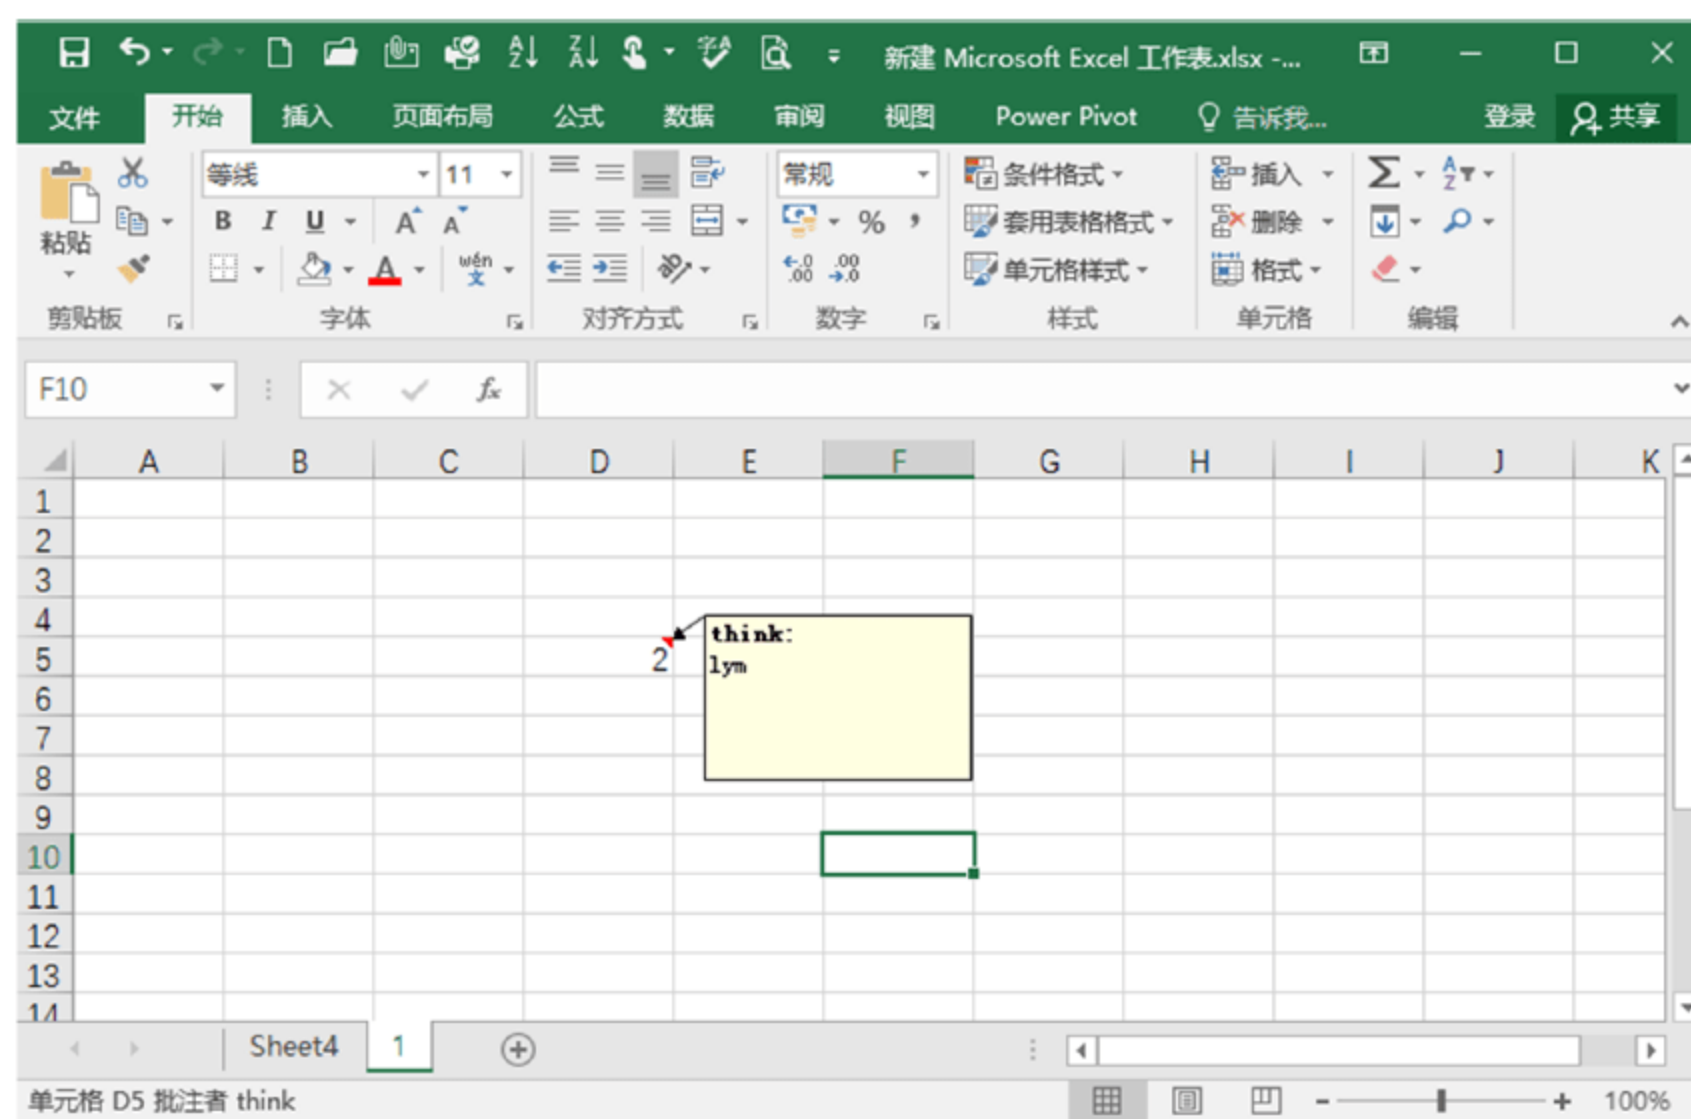 新建 Microsoft Excel 工作表.xlsx -...
文件 开始 插入 页面布局 公式 数据 审阅 视图 Power Pivot 告诉我... 登录 共享
等线 11 常规 条件格式 插入
粘贴 B I U A A % 套用表格格式 删除
A wén 文 单元格样式 格式
剪贴板 字体 对齐方式 数字 样式 单元格 编辑
F10 fx
A B C D E F G H I J K
1
2
3
4
think:
5 2
lym
6
7
8
9
10
11
12
13
14
Sheet4 1
单元格 D5 批注者 think 100%